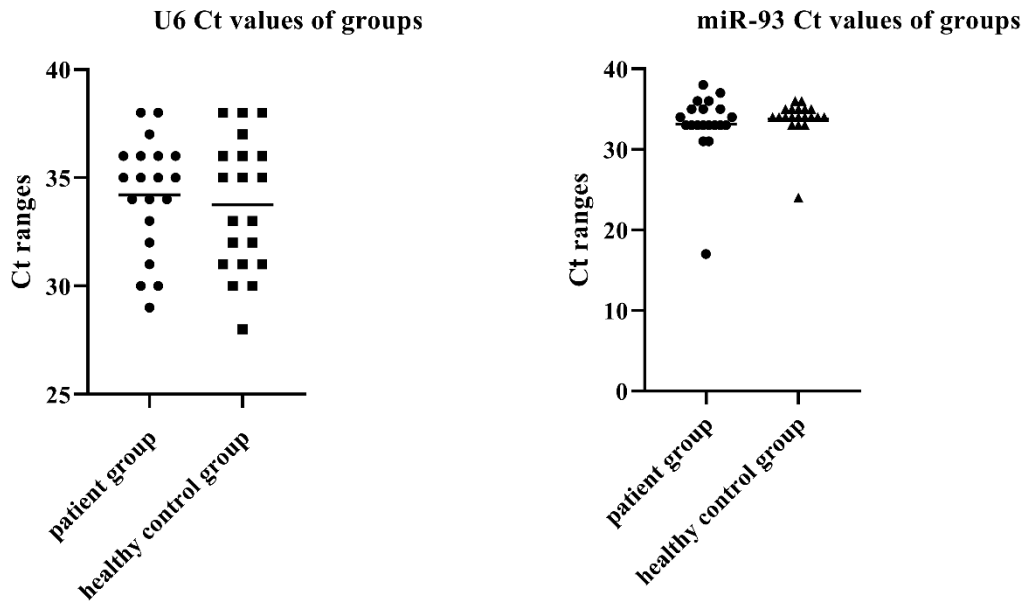 U6 Ct values of groups
40
35
30
25
Ct ranges
patient group
healthy control group
miR-93 Ct values of groups
40
30
20
10
0
Ct ranges
patient group
healthy control group